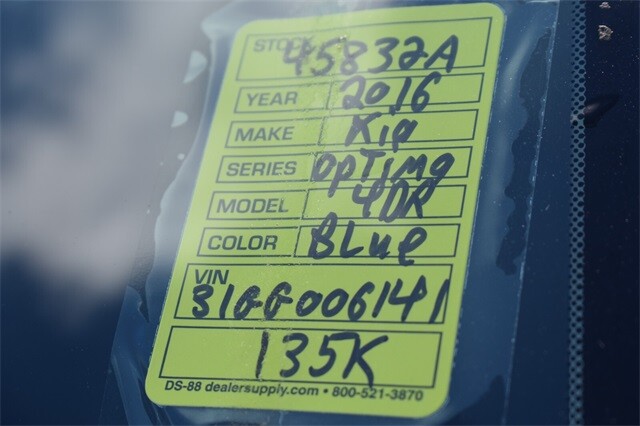 STOCK 45832A
YEAR 2016
MAKE Kia
SERIES OpTima
MODEL 4DR
COLOR BLue
VIN
31GG006141
135K
DS-88 dealersupply.com • 800-521-3870